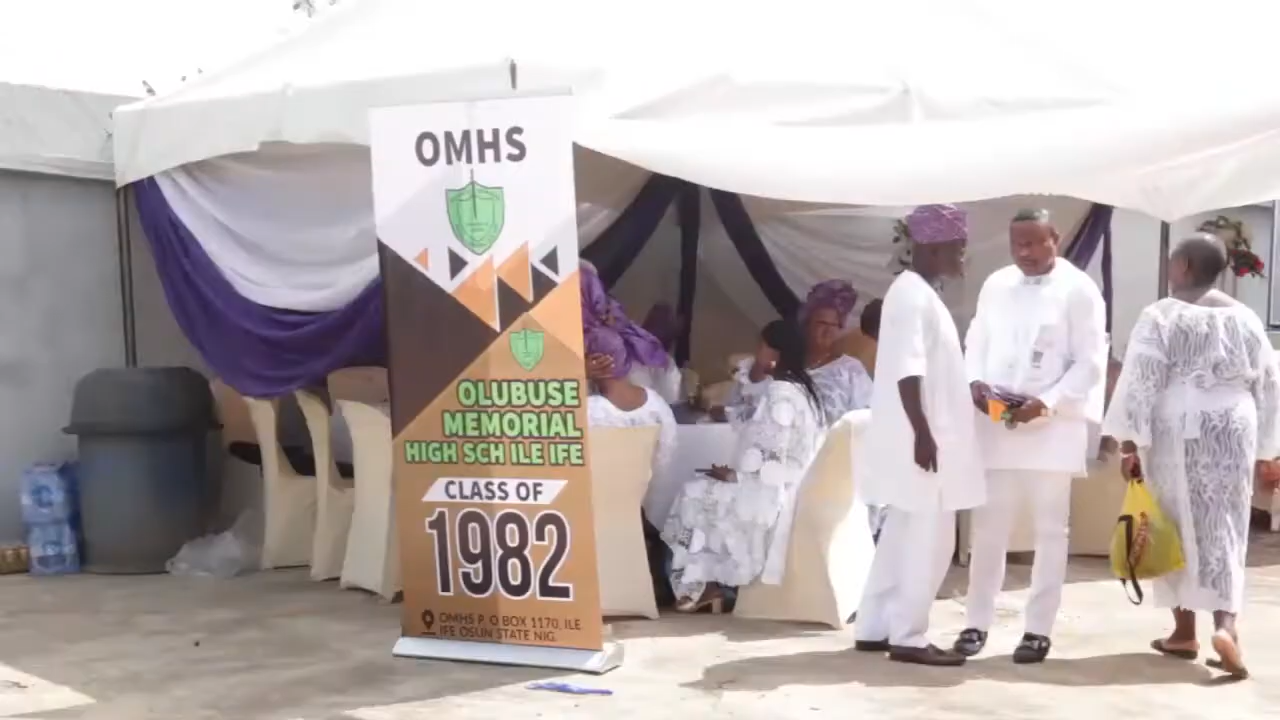 OMHS
OLUBUSE
MEMORIAL
HIGH SCH ILE IFE
CLASS OF
1982
OMHS P. O BOX 1170, ILE
IFE OSUN STATE NIG.